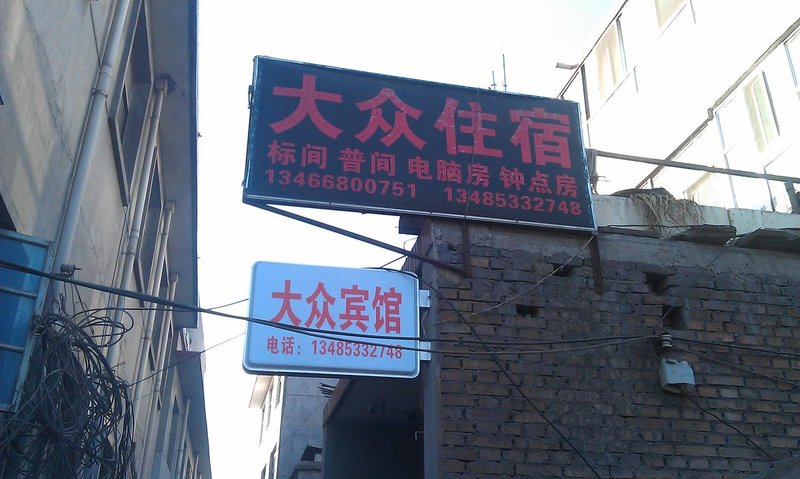 大众住宿
标间 普间 电脑房 钟点房
13466800751 13485332748
大众宾馆
电话：13485332748